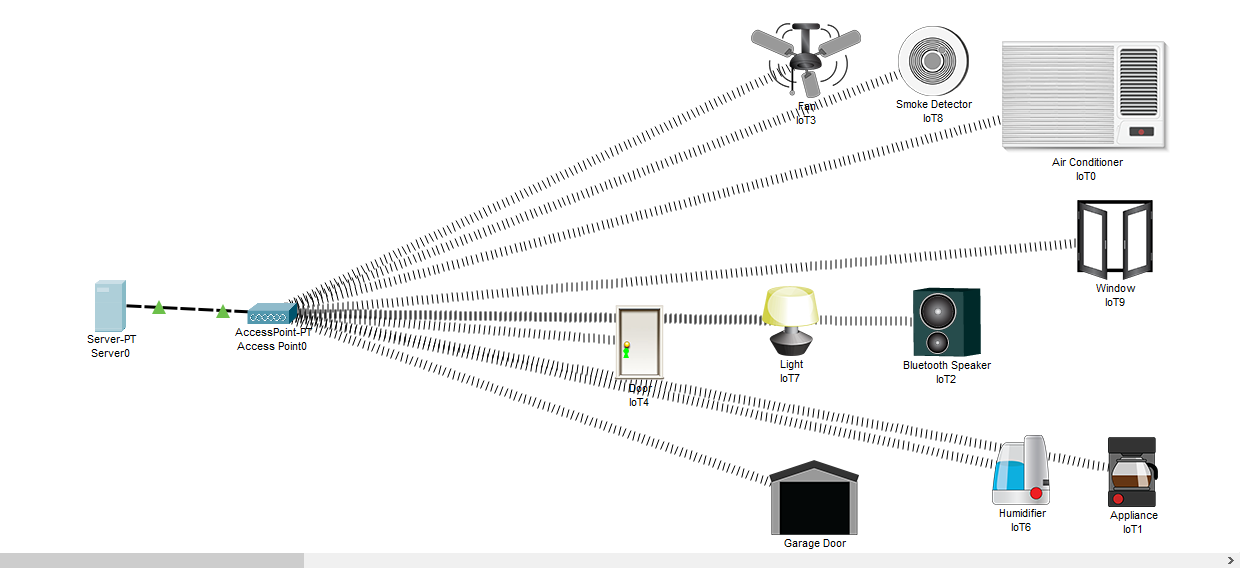 Fan
IoT3
Smoke Detector
IoT8
Air Conditioner
IoT0
Window
IoT9
Server-PT
Server0
AccessPoint-PT
Access Point0
Door
IoT4
Light
IoT7
Bluetooth Speaker
IoT2
Humidifier
IoT6
Appliance
IoT1
Garage Door